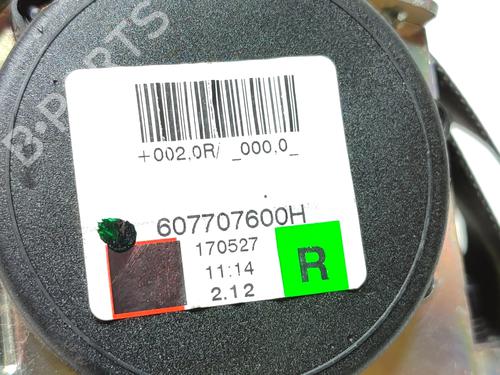 B-PARTS
+002,0R/ _000,0_
607707600H
170527
11:14
2.12
R